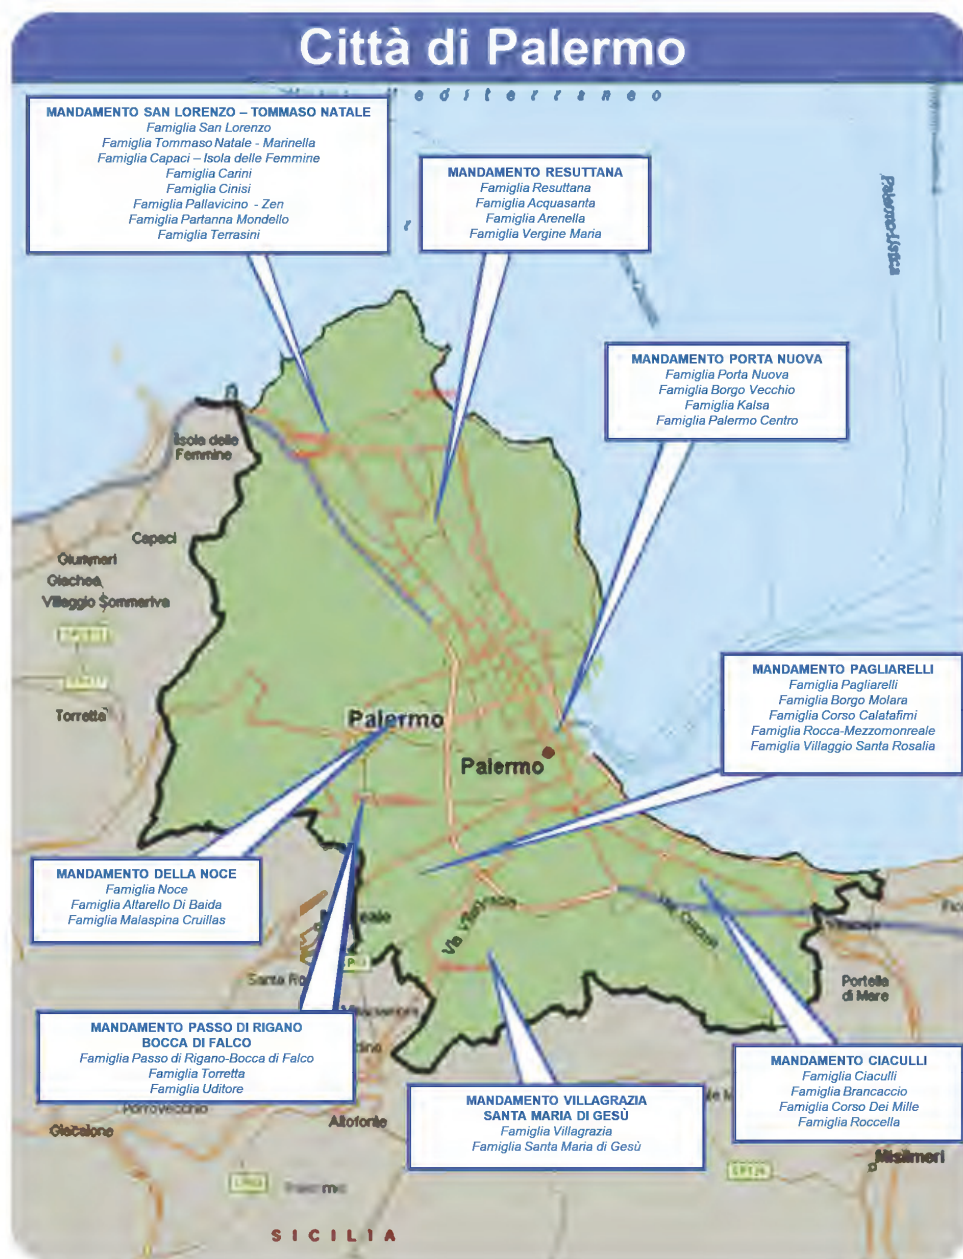 Città di Palermo
MANDAMENTO SAN LORENZO – TOMMASO NATALE
Famiglia San Lorenzo
Famiglia Tommaso Natale - Marinella
Famiglia Capaci – Isola delle Femmine
Famiglia Carini
Famiglia Cinisi
Famiglia Pallavicino - Zen
Famiglia Partanna Mondello
Famiglia Terrasini
MANDAMENTO RESUTTANA
Famiglia Resuttana
Famiglia Acquasanta
Famiglia Arenella
Famiglia Vergine Maria
Palermo-Ustica
MANDAMENTO PORTA NUOVA
Famiglia Porta Nuova
Famiglia Borgo Vecchio
Famiglia Kalsa
Famiglia Palermo Centro
Isola delle
Femmine
Capaci
Villaggio Sommariva
Torretta
MANDAMENTO PAGLIARELLI
Famiglia Pagliarelli
Famiglia Borgo Molara
Famiglia Corso Calatafimi
Famiglia Rocca-Mezzomonreale
Famiglia Villaggio Santa Rosalia
Palermo
Palermo
MANDAMENTO DELLA NOCE
Famiglia Noce
Famiglia Altarello Di Baida
Famiglia Malaspina Cruillas
Via Villagrazia
Portella
di Mare
MANDAMENTO PASSO DI RIGANO
BOCCA DI FALCO
Famiglia Passo di Rigano-Bocca di Falco
Famiglia Torretta
Famiglia Uditore
MANDAMENTO CIACULLI
Famiglia Ciaculli
Famiglia Brancaccio
Famiglia Corso Dei Mille
Famiglia Roccella
MANDAMENTO VILLAGRAZIA
SANTA MARIA DI GESÙ
Famiglia Villagrazia
Famiglia Santa Maria di Gesù
Altofonte
Giacalone
Misilmeri
SICILIA